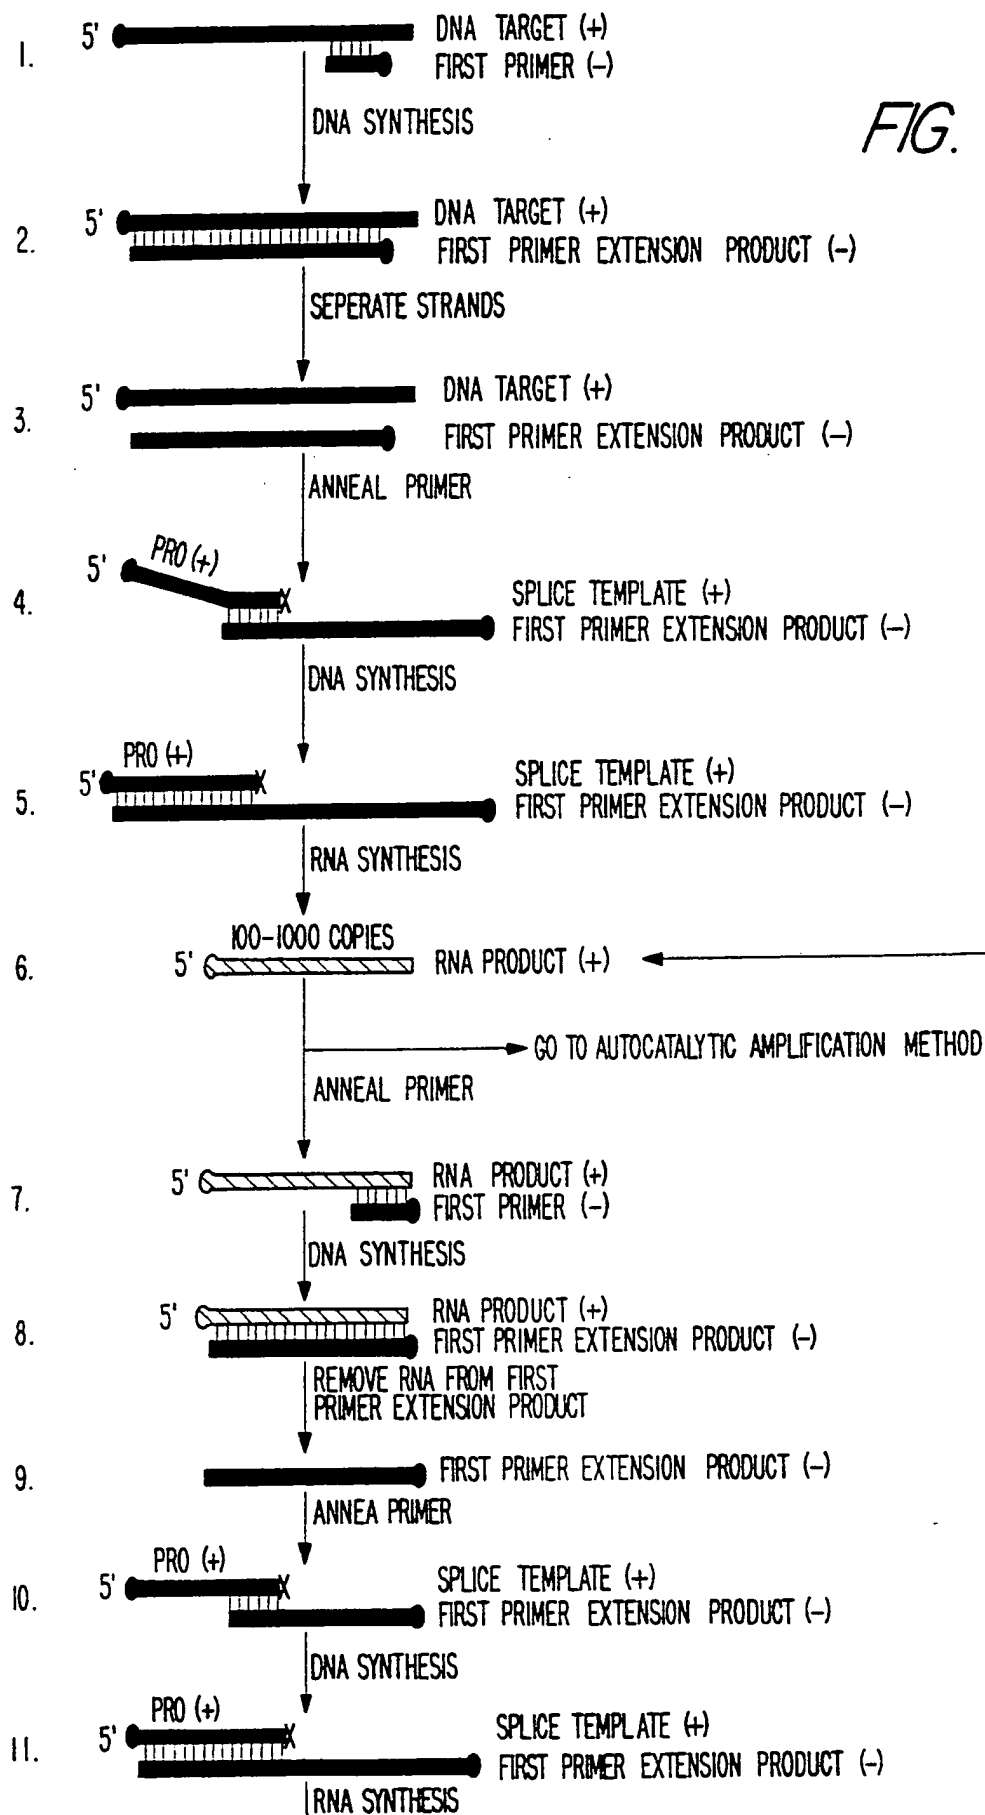 FIG.
1.
5'
DNA TARGET (+)
FIRST PRIMER (−)
DNA SYNTHESIS
2.
5'
DNA TARGET (+)
FIRST PRIMER EXTENSION PRODUCT (−)
SEPERATE STRANDS
3.
5'
DNA TARGET (+)
FIRST PRIMER EXTENSION PRODUCT (−)
ANNEAL PRIMER
4.
5'
PRO (+)
X
SPLICE TEMPLATE (+)
FIRST PRIMER EXTENSION PRODUCT (−)
DNA SYNTHESIS
5.
PRO (+)
5'
X
SPLICE TEMPLATE (+)
FIRST PRIMER EXTENSION PRODUCT (−)
RNA SYNTHESIS
100-1000 COPIES
6.
5'
RNA PRODUCT (+)
GO TO AUTOCATALYTIC AMPLIFICATION METHOD
ANNEAL PRIMER
7.
5'
RNA PRODUCT (+)
FIRST PRIMER (−)
DNA SYNTHESIS
8.
5'
RNA PRODUCT (+)
FIRST PRIMER EXTENSION PRODUCT (−)
REMOVE RNA FROM FIRST
PRIMER EXTENSION PRODUCT
9.
FIRST PRIMER EXTENSION PRODUCT (−)
ANNEA PRIMER
10.
PRO (+)
5'
X
SPLICE TEMPLATE (+)
FIRST PRIMER EXTENSION PRODUCT (−)
DNA SYNTHESIS
11.
PRO (+)
5'
X
SPLICE TEMPLATE (+)
FIRST PRIMER EXTENSION PRODUCT (−)
RNA SYNTHESIS